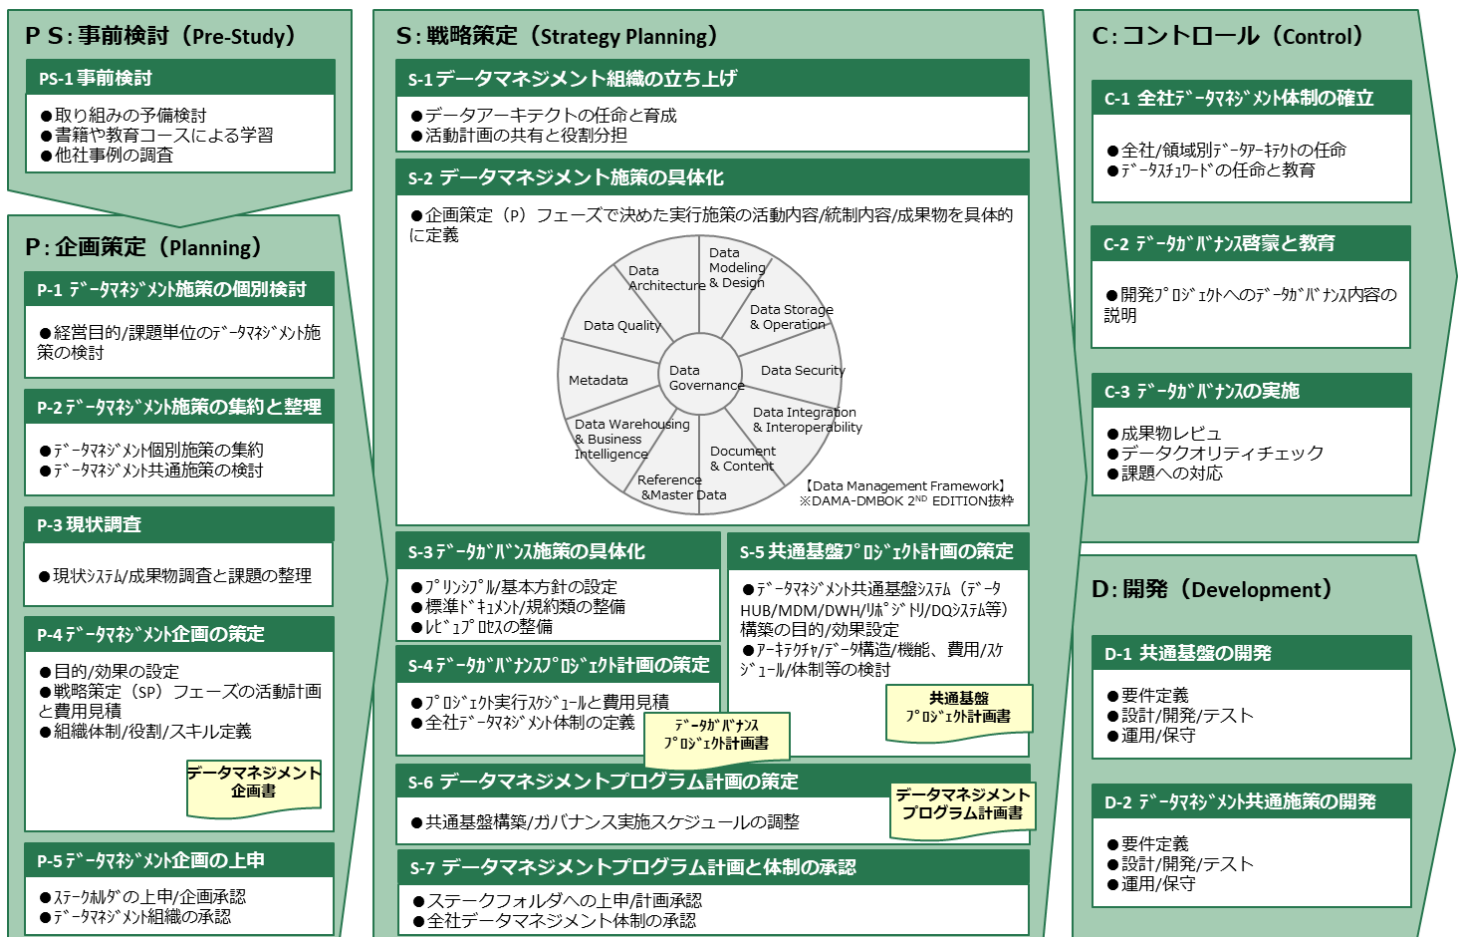 ＰＳ：事前検討（Pre-Study）
PS-1 事前検討
●取り組みの予備検討
●書籍や教育コースによる学習
●他社事例の調査
Ｐ：企画策定（Planning）
P-1 ﾃﾞｰﾀﾏﾈｼﾞﾒﾝﾄ施策の個別検討
●経営目的/課題単位のﾃﾞｰﾀﾏﾈｼﾞﾒﾝﾄ施
策の検討
P-2 ﾃﾞｰﾀﾏﾈｼﾞﾒﾝﾄ施策の集約と整理
●ﾃﾞｰﾀﾏﾈｼﾞﾒﾝﾄ個別施策の集約
●ﾃﾞｰﾀﾏﾈｼﾞﾒﾝﾄ共通施策の検討
P-3 現状調査
●現状ｼｽﾃﾑ/成果物調査と課題の整理
P-4 ﾃﾞｰﾀﾏﾈｼﾞﾒﾝﾄ企画の策定
●目的/効果の設定
●戦略策定（SP）フェーズの活動計画
と費用見積
●組織体制/役割/スキル定義
データマネジメント
企画書
P-5 ﾃﾞｰﾀﾏﾈｼﾞﾒﾝﾄ企画の上申
●ｽﾃｰｸﾎﾙﾀﾞの上申/企画承認
●ﾃﾞｰﾀﾏﾈｼﾞﾒﾝﾄ組織の承認
Ｓ：戦略策定（Strategy Planning）
S-1 データマネジメント組織の立ち上げ
●データアーキテクトの任命と育成
●活動計画の共有と役割分担
S-2 データマネジメント施策の具体化
●企画策定（P）フェーズで決めた実行施策の活動内容/統制内容/成果物を具体的
に定義
Data
Modeling
& Design
Data
Architecture
Data Storage
& Operation
Data Quality
Data Security
Metadata
Data
Governance
Data Integration
& Interoperability
Data Warehousing
& Business
Intelligence
Document
& Content
Reference
&Master Data
【Data Management Framework】
※DAMA-DMBOK 2ND EDITION抜粋
S-3 ﾃﾞｰﾀｶﾞﾊﾞﾝｽ施策の具体化
●ﾌﾟﾘﾝｼﾌﾟﾙ/基本方針の設定
●標準ﾄﾞｷｭﾒﾝﾄ/規約類の整備
●ﾚﾋﾞｭﾌﾟﾛｾｽの整備
S-4 ﾃﾞｰﾀｶﾞﾊﾞﾅﾝｽﾌﾟﾛｼﾞｪｸﾄ計画の策定
●ﾌﾟﾛｼﾞｪｸﾄ実行ｽｹｼﾞｭｰﾙと費用見積
●全社データマネジメント体制の定義
ﾃﾞｰﾀｶﾞﾊﾞﾅﾝｽ
ﾌﾟﾛｼﾞｪｸﾄ計画書
S-5 共通基盤ﾌﾟﾛｼﾞｪｸﾄ計画の策定
●ﾃﾞｰﾀﾏﾈｼﾞﾒﾝﾄ共通基盤システム（データ
HUB/MDM/DWH/ﾘﾎﾟｼﾞﾄﾘ/DQｼｽﾃﾑ等）
構築の目的/効果設定
●ｱｰｷﾃｸﾁｬ/データ構造/機能、費用/ｽｹ
ｼﾞｭｰﾙ/体制等の検討
共通基盤
ﾌﾟﾛｼﾞｪｸﾄ計画書
S-6 データマネジメントプログラム計画の策定
●共通基盤構築/ガバナンス実施スケジュールの調整
データマネジメント
プログラム計画書
S-7 データマネジメントプログラム計画と体制の承認
●ステークフォルダへの上申/計画承認
●全社データマネジメント体制の承認
Ｃ：コントロール（Control）
C-1 全社ﾃﾞｰﾀﾏﾈｼﾞﾒﾝﾄ体制の確立
●全社/領域別ﾃﾞｰﾀｱｰｷﾃｸﾄの任命
●ﾃﾞｰﾀｽﾁｭﾜｰﾄﾞの任命と教育
C-2 ﾃﾞｰﾀｶﾞﾊﾞﾅﾝｽ啓蒙と教育
●開発ﾌﾟﾛｼﾞｪｸﾄへのﾃﾞｰﾀｶﾞﾊﾞﾅﾝｽ内容の
説明
C-3 ﾃﾞｰﾀｶﾞﾊﾞﾅﾝｽの実施
●成果物レビュ
●データクオリティチェック
●課題への対応
Ｄ：開発（Development）
D-1 共通基盤の開発
●要件定義
●設計/開発/テスト
●運用/保守
D-2 ﾃﾞｰﾀﾏﾈｼﾞﾒﾝﾄ共通施策の開発
●要件定義
●設計/開発/テスト
●運用/保守